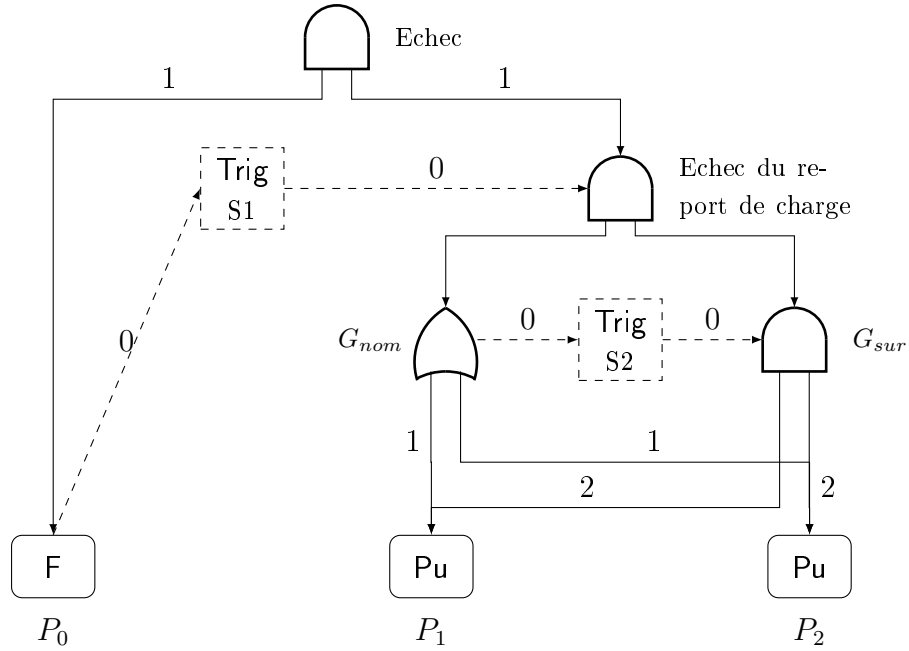 Echec
1
1
Trig
S1
0
Echec du re-
port de charge
0
G_nom
0
Trig
S2
0
G_sur
1
1
2
2
F
Pu
Pu
P_0
P_1
P_2